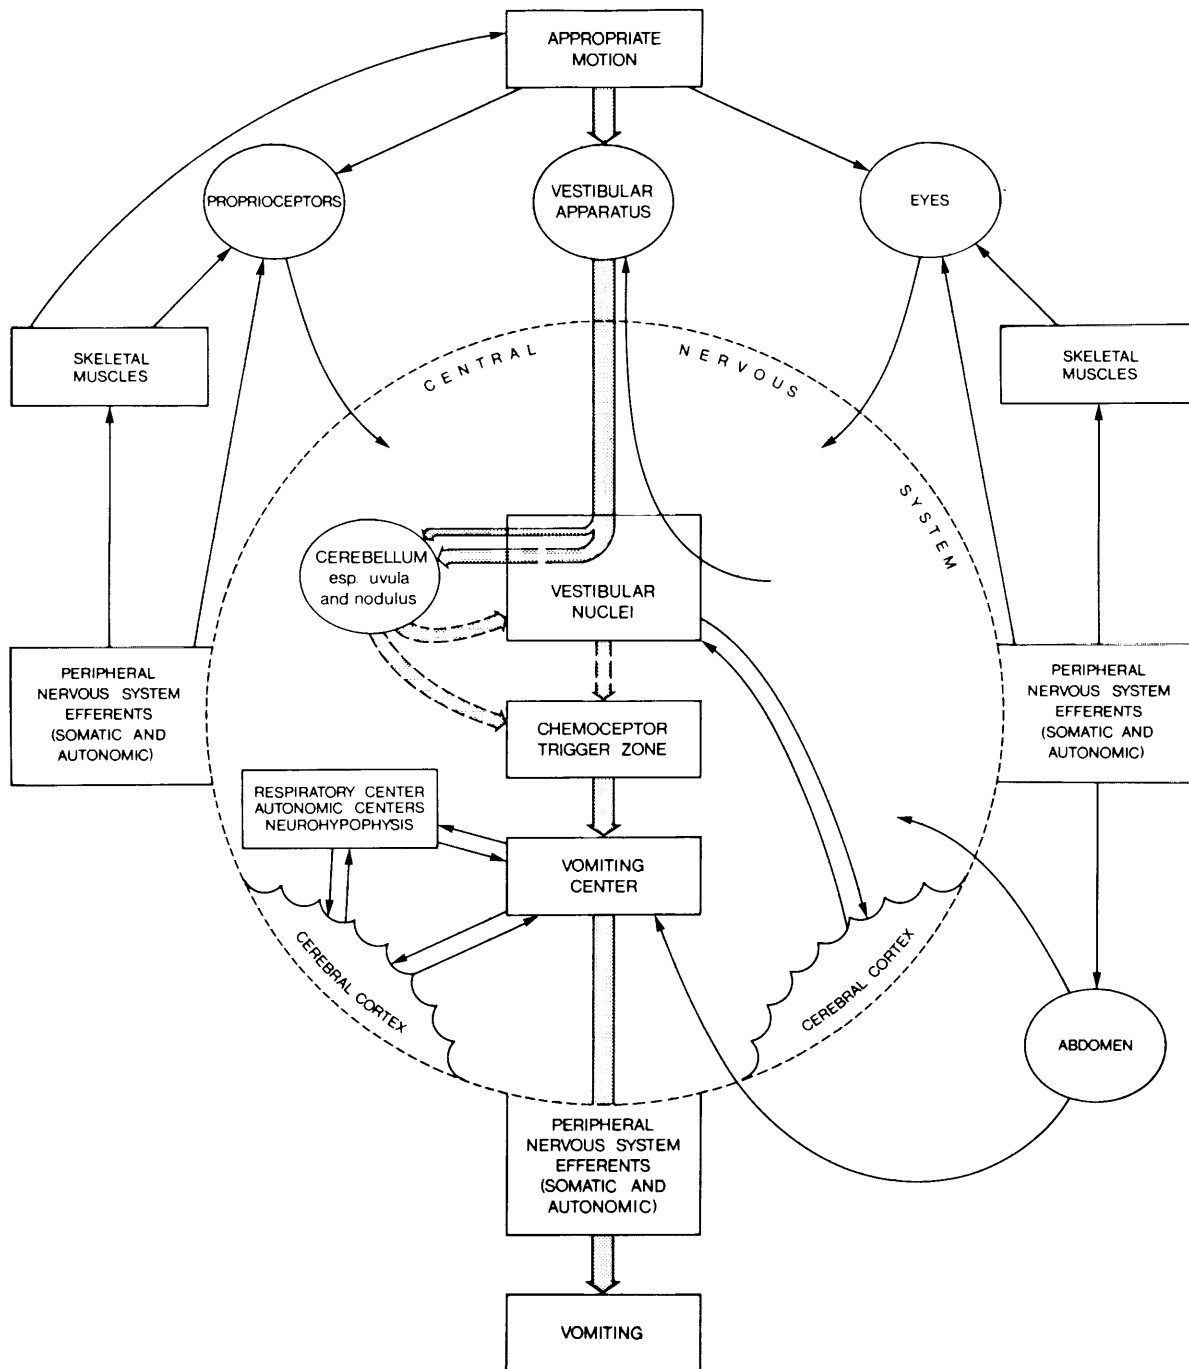 APPROPRIATE
MOTION
PROPRIOCEPTORS
VESTIBULAR
APPARATUS
EYES
SKELETAL
MUSCLES
CENTRAL NERVOUS SYSTEM
SKELETAL
MUSCLES
CEREBELLUM
esp. uvula
and nodulus
VESTIBULAR
NUCLEI
PERIPHERAL
NERVOUS SYSTEM
EFFERENTS
(SOMATIC AND
AUTONOMIC)
CHEMOCEPTOR
TRIGGER ZONE
PERIPHERAL
NERVOUS SYSTEM
EFFERENTS
(SOMATIC AND
AUTONOMIC)
RESPIRATORY CENTER
AUTONOMIC CENTERS
NEUROHYPOPHYSIS
VOMITING
CENTER
CEREBRAL CORTEX
CEREBRAL CORTEX
ABDOMEN
PERIPHERAL
NERVOUS SYSTEM
EFFERENTS
(SOMATIC AND
AUTONOMIC)
VOMITING